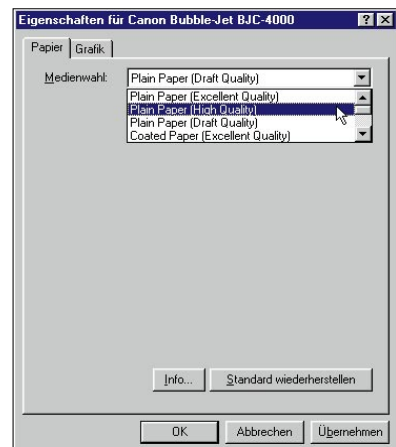 Eigenschaften für Canon Bubble-Jet BJC-4000
Papier Grafik
Medienwahl: Plain Paper (Draft Quality)
Plain Paper (Excellent Quality)
Plain Paper (High Quality)
Plain Paper (Draft Quality)
Coated Paper (Excellent Quality)
Info... Standard wiederherstellen
OK Abbrechen Übernehmen